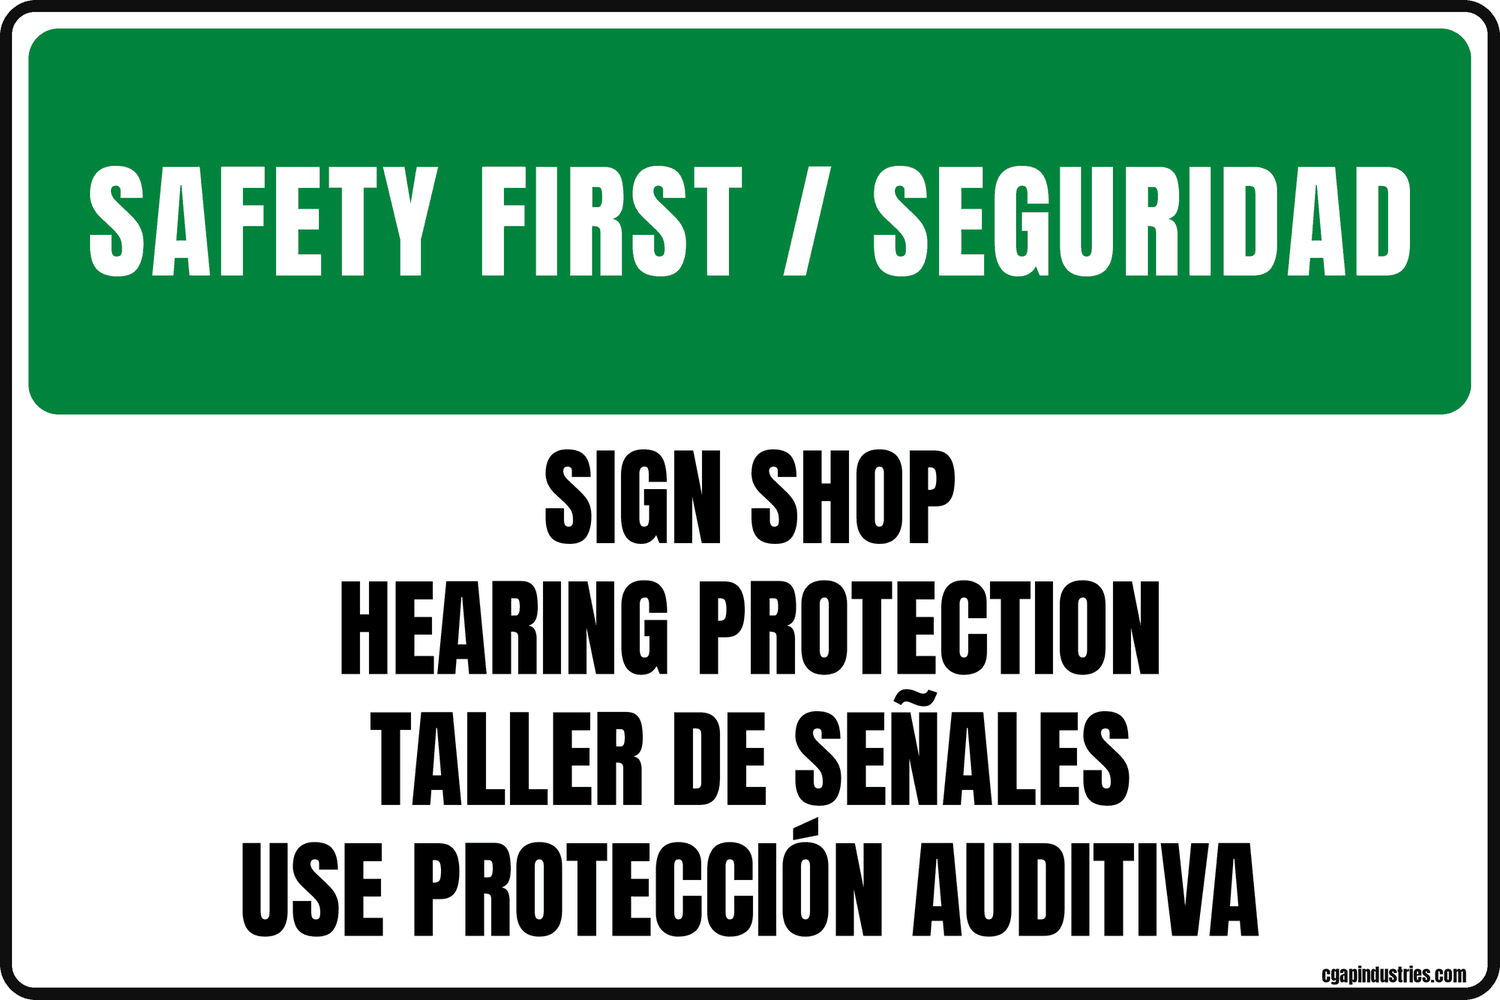 SAFETY FIRST / SEGURIDAD
SIGN SHOP
HEARING PROTECTION
TALLER DE SEÑALES
USE PROTECCIÓN AUDITIVA
cgapindustries.com